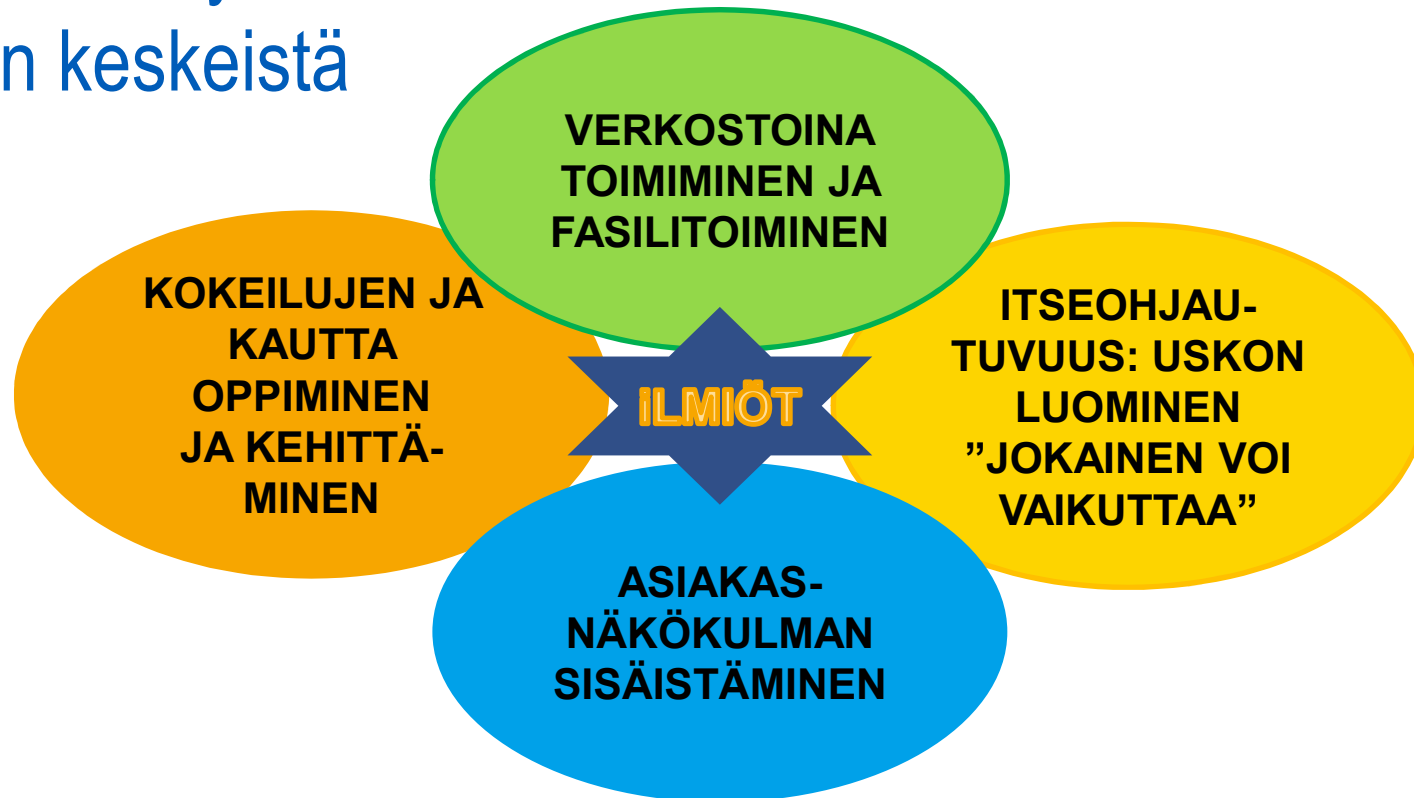 n keskeistä
VERKOSTOINA
TOIMIMINEN JA
FASILITOIMINEN
KOKEILUJEN JA
KAUTTA
OPPIMINEN
JA KEHITTÄ-
MINEN
iLMIÖT
ITSEOHJAU-
TUVUUS: USKON
LUOMINEN
”JOKAINEN VOI
VAIKUTTAA”
ASIAKAS-
NÄKÖKULMAN
SISÄISTÄMINEN